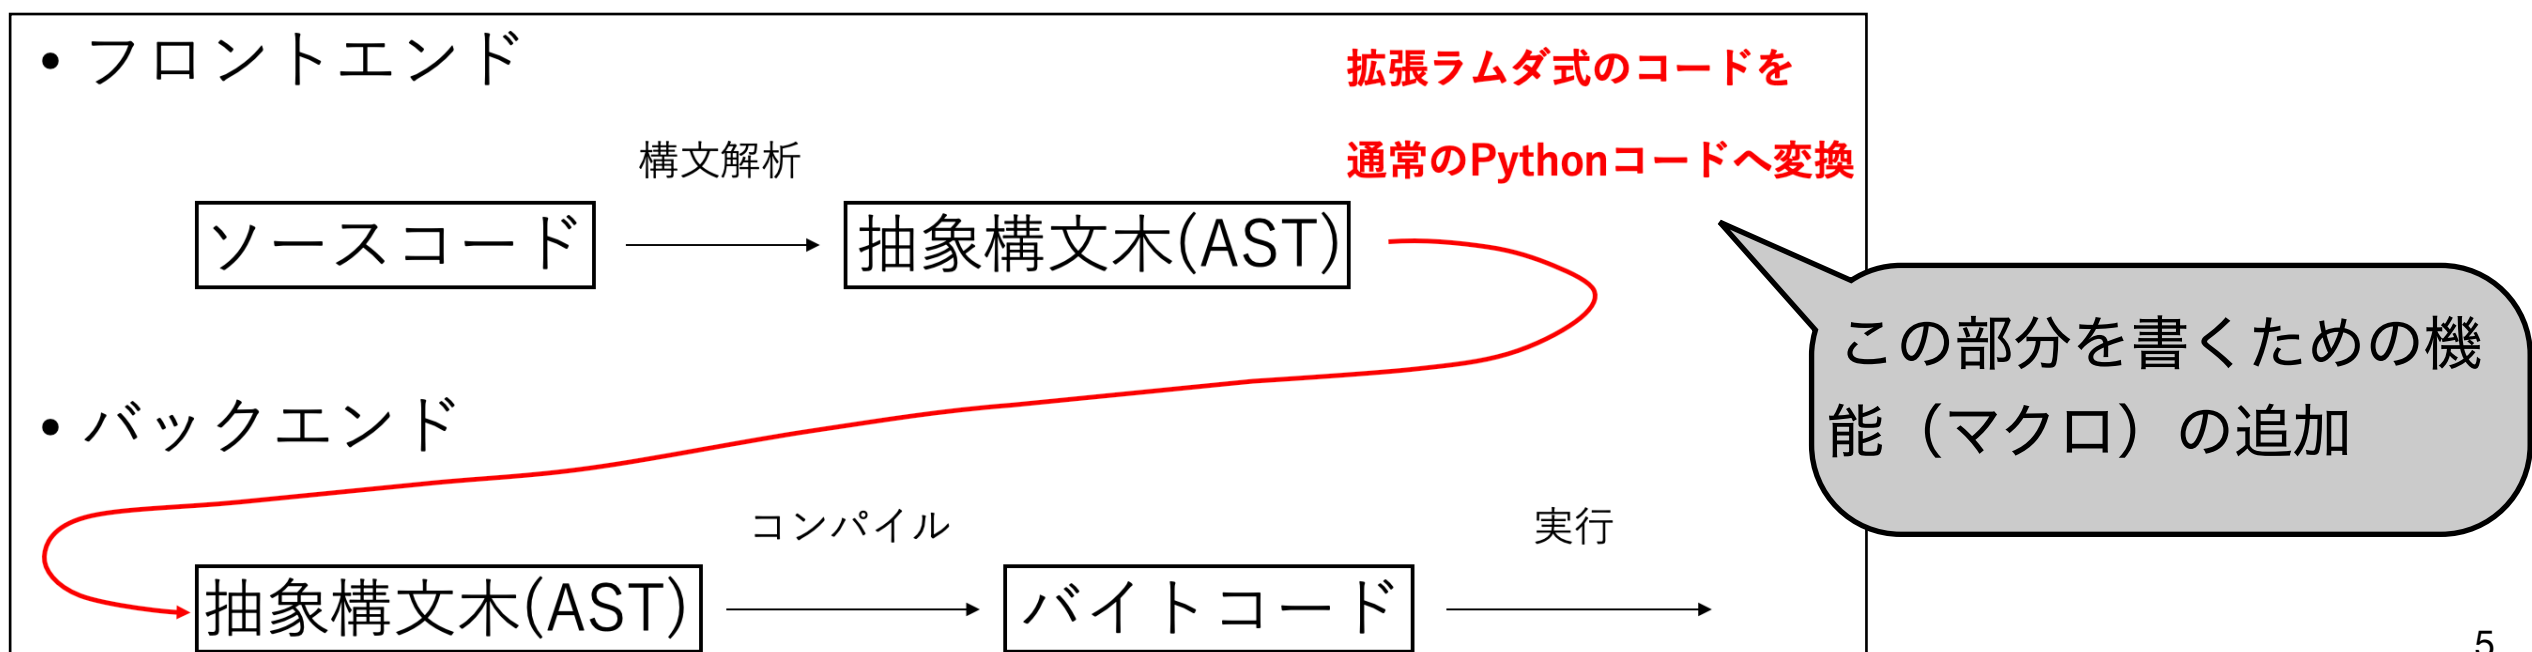 • フロントエンド
拡張ラムダ式のコードを
通常のPythonコードへ変換
構文解析
ソースコード
抽象構文木(AST)
この部分を書くための機
能（マクロ）の追加
• バックエンド
コンパイル
実行
抽象構文木(AST)
バイトコード
5